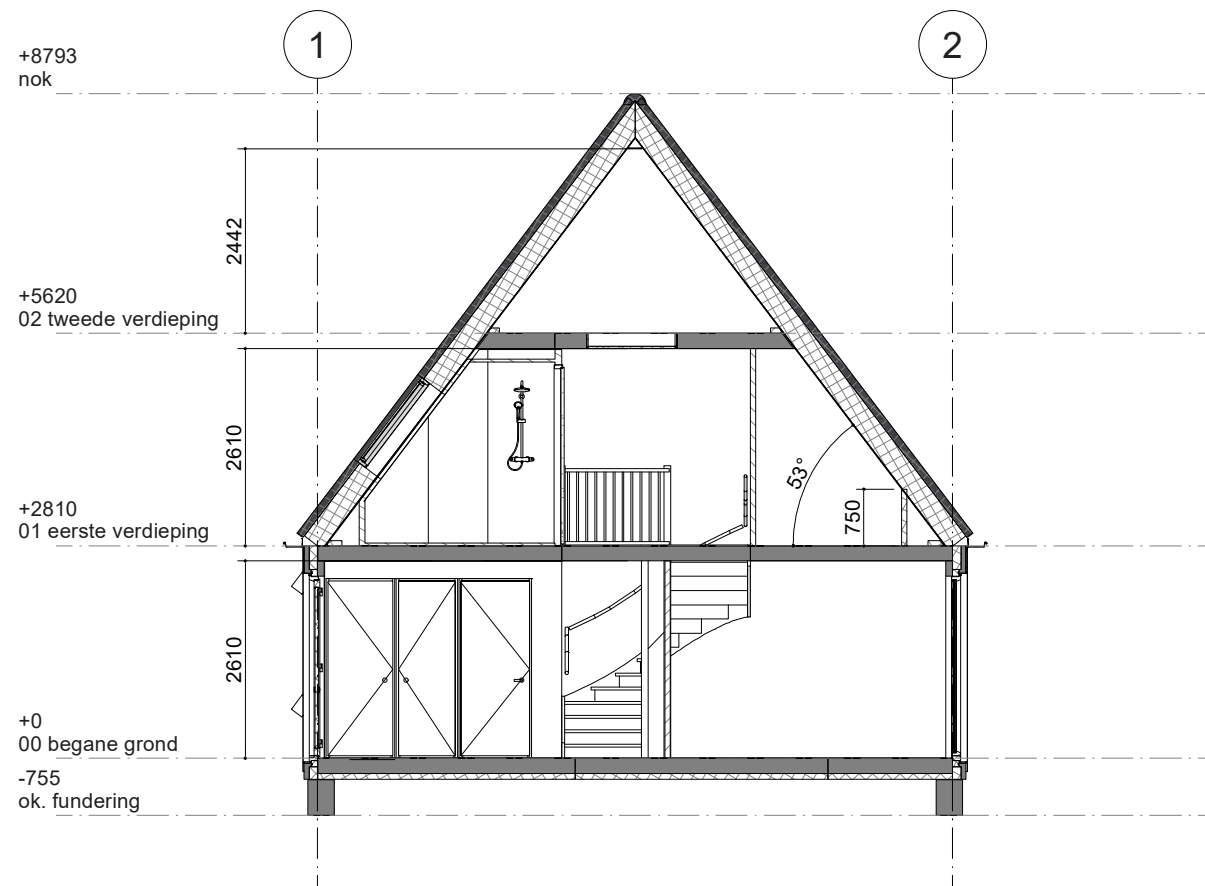 1
2
+8793
nok
2442
+5620
02 tweede verdieping
2610
53°
750
+2810
01 eerste verdieping
2610
+0
00 begane grond
-755
ok. fundering